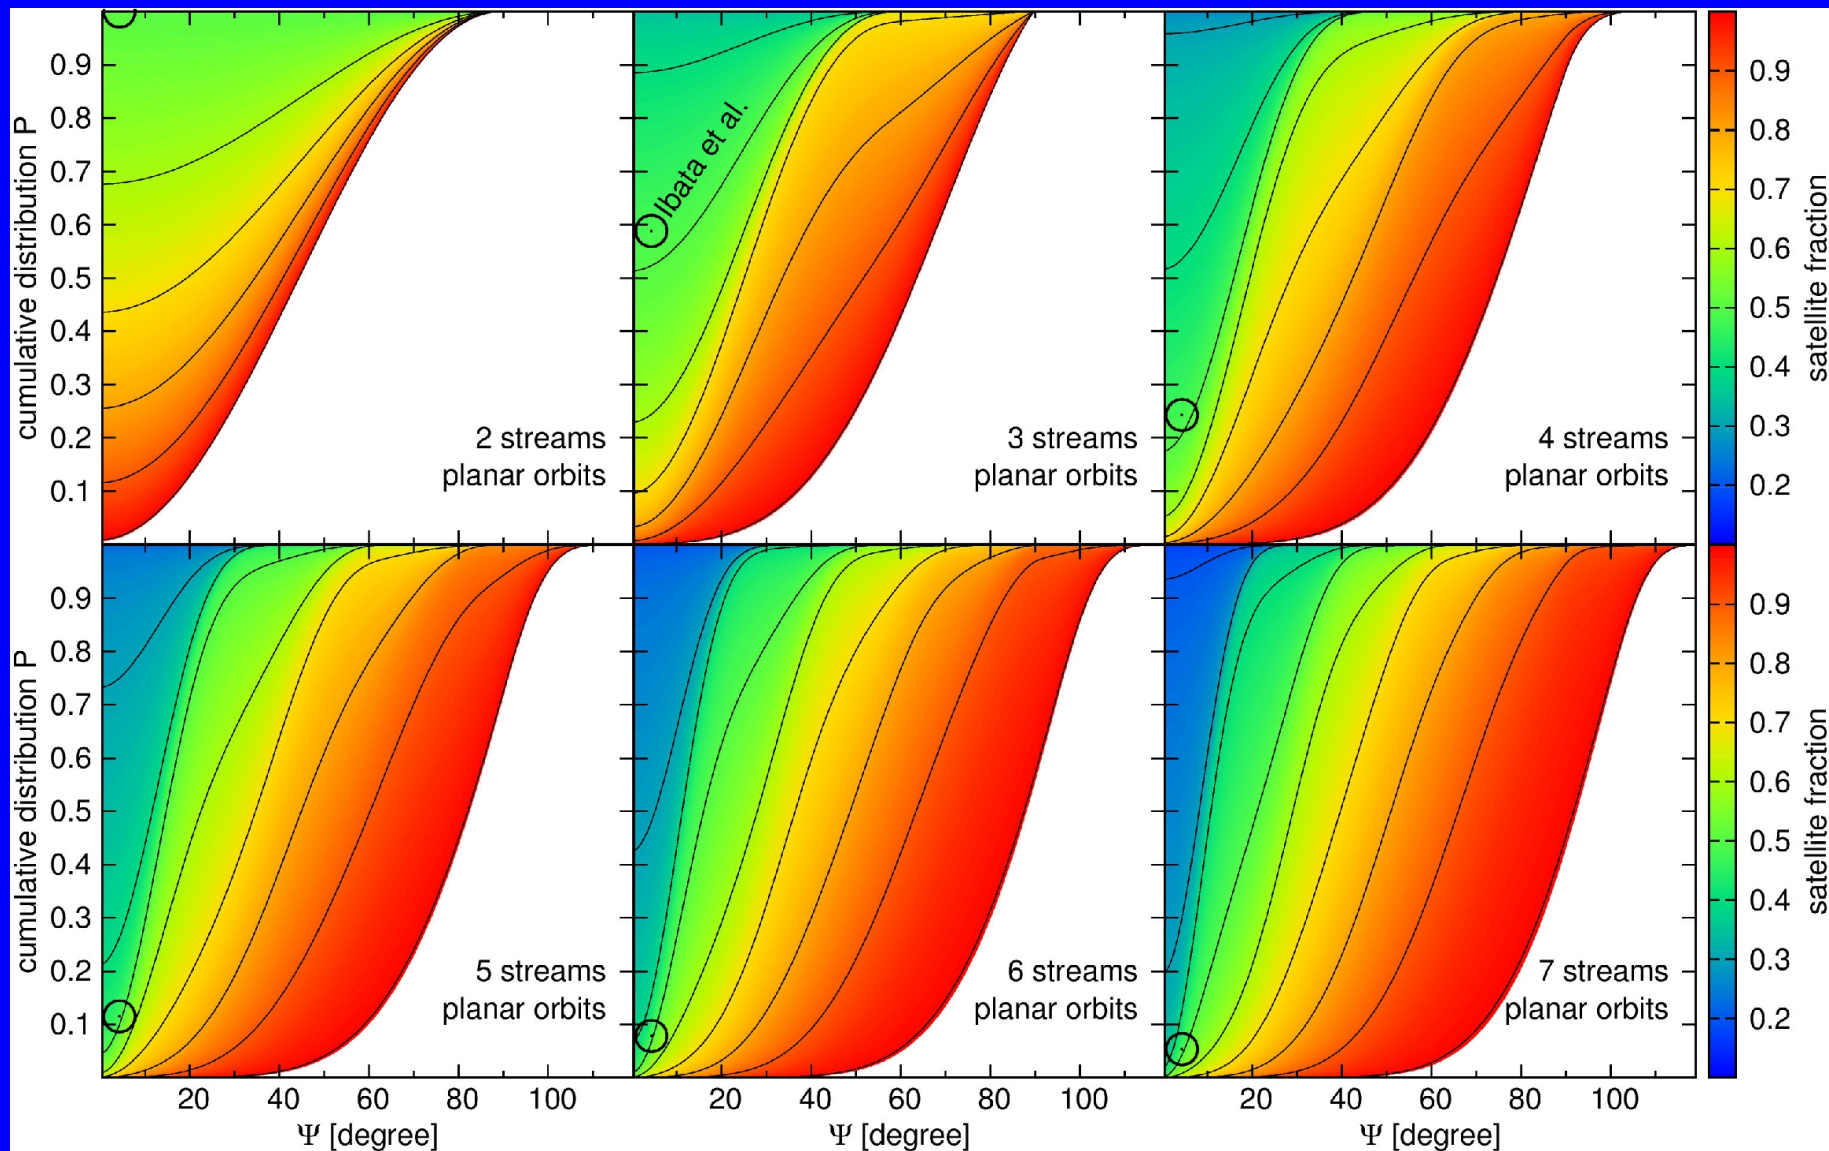 cumulative distribution P
0.9
0.8
0.7
0.6
0.5
0.4
0.3
0.2
0.1
2 streams
planar orbits
Ibata et al.
3 streams
planar orbits
4 streams
planar orbits
0.9
0.8
0.7
0.6
0.5
0.4
0.3
0.2
satellite fraction
cumulative distribution P
0.9
0.8
0.7
0.6
0.5
0.4
0.3
0.2
0.1
5 streams
planar orbits
6 streams
planar orbits
7 streams
planar orbits
0.9
0.8
0.7
0.6
0.5
0.4
0.3
0.2
satellite fraction
20 40 60 80 100
20 40 60 80 100
20 40 60 80 100
Ψ [degree]
Ψ [degree]
Ψ [degree]